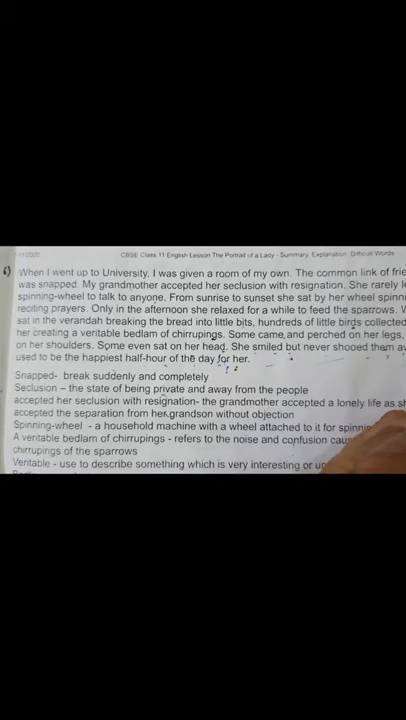 CBSE Class 11 English Lesson The Portrait of a Lady - Summary, Explanation, Difficult Words
6) When I went up to University, I was given a room of my own. The common link of
was snapped. My grandmother accepted her seclusion with resignation. She rarely
spinning-wheel to talk to anyone. From sunrise to sunset she sat by her wheel
reciting prayers. Only in the afternoon she relaxed for a while to feed the sparrows.
sat in the verandah breaking the bread into little bits, hundreds of little birds collected
her creating a veritable bedlam of chirrupings. Some came and perched on her legs,
on her shoulders. Some even sat on her head. She smiled but never shooed them
used to be the happiest half-hour of the day for her.
Snapped- break suddenly and completely
Seclusion – the state of being private and away from the people
accepted her seclusion with resignation- the grandmother accepted a lonely life as
accepted the separation from her grandson without objection
Spinning-wheel - a household machine with a wheel attached to it for
A veritable bedlam of chirrupings - refers to the noise and confusion
chirrupings of the sparrows
Veritable - use to describe something which is very interesting or